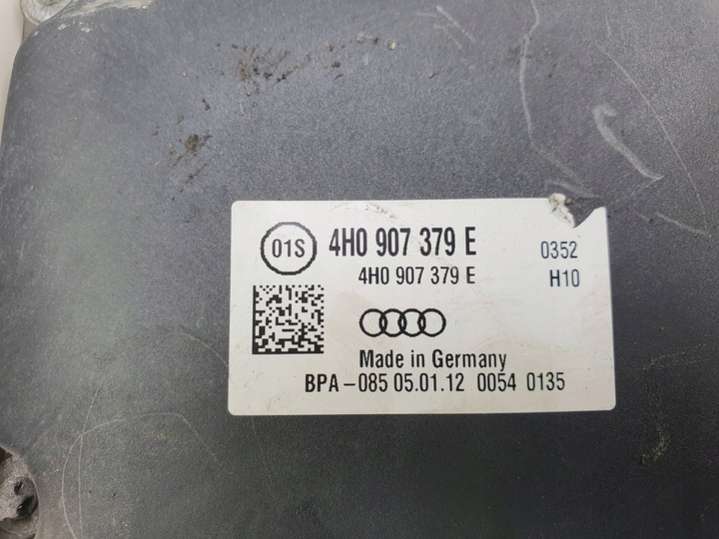 01S 4H0 907 379 E 0352
4H0 907 379 E H10
Made in Germany
BPA-085 05.01.12 0054 0135